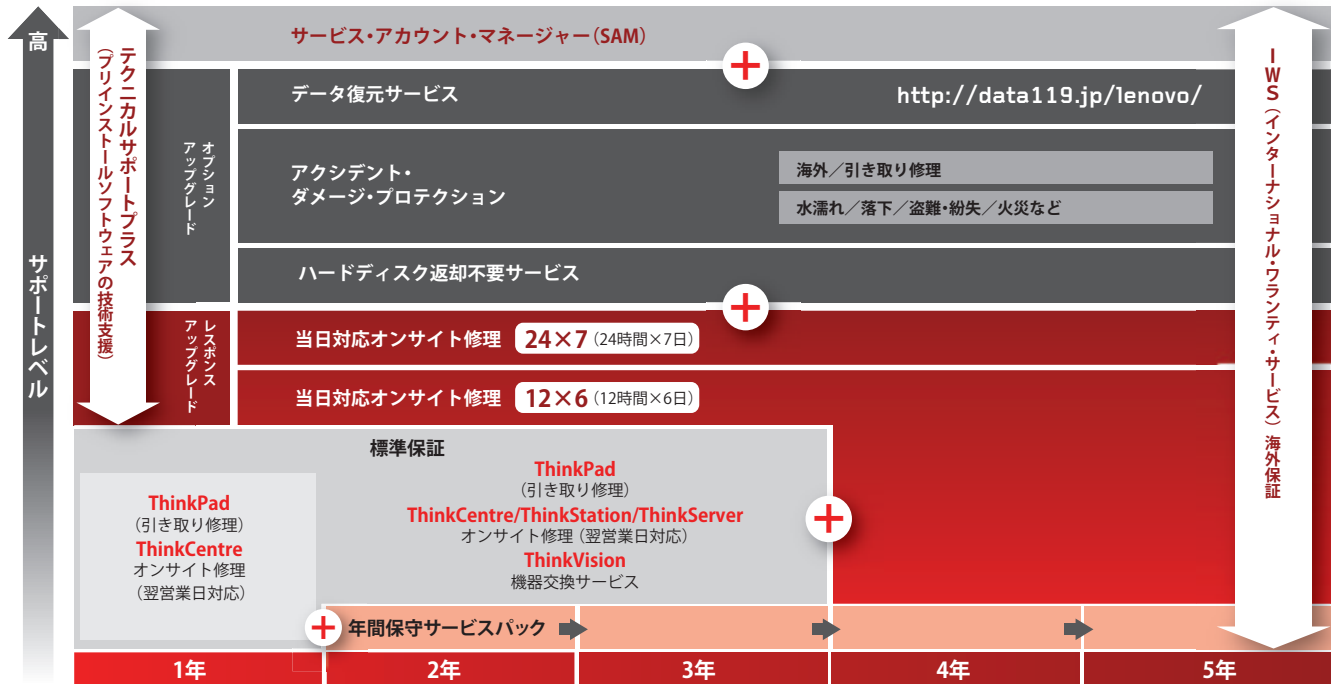 高
サポートレベル
テクニカルサポートプラス
(プリインストールソフトウェアの技術支援)
サービス・アカウント・マネージャー(SAM)
+
オプション
アップグレード
データ復元サービス
http://data119.jp/lenovo/
アクシデント・
ダメージ・プロテクション
海外／引き取り修理
水濡れ／落下／盗難・紛失／火災など
ハードディスク返却不要サービス
+
レスポンス
アップグレード
当日対応オンサイト修理 24×7(24時間×7日)
当日対応オンサイト修理 12×6(12時間×6日)
標準保証
ThinkPad
(引き取り修理)
ThinkCentre
オンサイト修理
(翌営業日対応)
ThinkPad
(引き取り修理)
ThinkCentre/ThinkStation/ThinkServer
オンサイト修理(翌営業日対応)
ThinkVision
機器交換サービス
+
+
年間保守サービスパック
1年
2年
3年
4年
5年
IWS(インターナショナル・ワランティ・サービス)海外保証